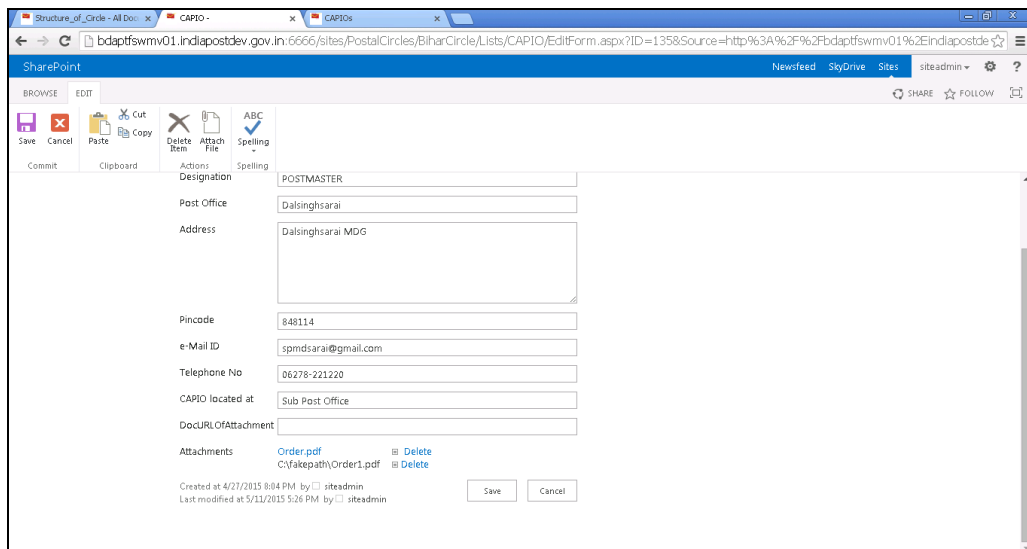 Structure_of_Circle - All Doc
CAPIO -
CAPIOs
bdaptfswmv01.indiapostdev.gov.in:6666/sites/PostalCircles/BiharCircle/Lists/CAPIO/EditForm.aspx?ID=135&Source=http%3A%2F%2Fbdaptfswmv01%2Eindiapostde
SharePoint
Newsfeed SkyDrive Sites siteadmin ?
BROWSE EDIT SHARE FOLLOW
Save Cancel Paste Cut Copy Delete Item Attach File ABC Spelling
Commit Clipboard Actions Spelling
Designation POSTMASTER
Post Office Dalsinghsarai
Address Dalsinghsarai MDG
Pincode 848114
e-Mail ID spmdsarai@gmail.com
Telephone No 06278-221220
CAPIO located at Sub Post Office
DocURLOfAttachment
Attachments Order.pdf Delete
C:\fakepath\Order1.pdf Delete
Created at 4/27/2015 8:04 PM by siteadmin
Last modified at 5/11/2015 5:26 PM by siteadmin
Save Cancel